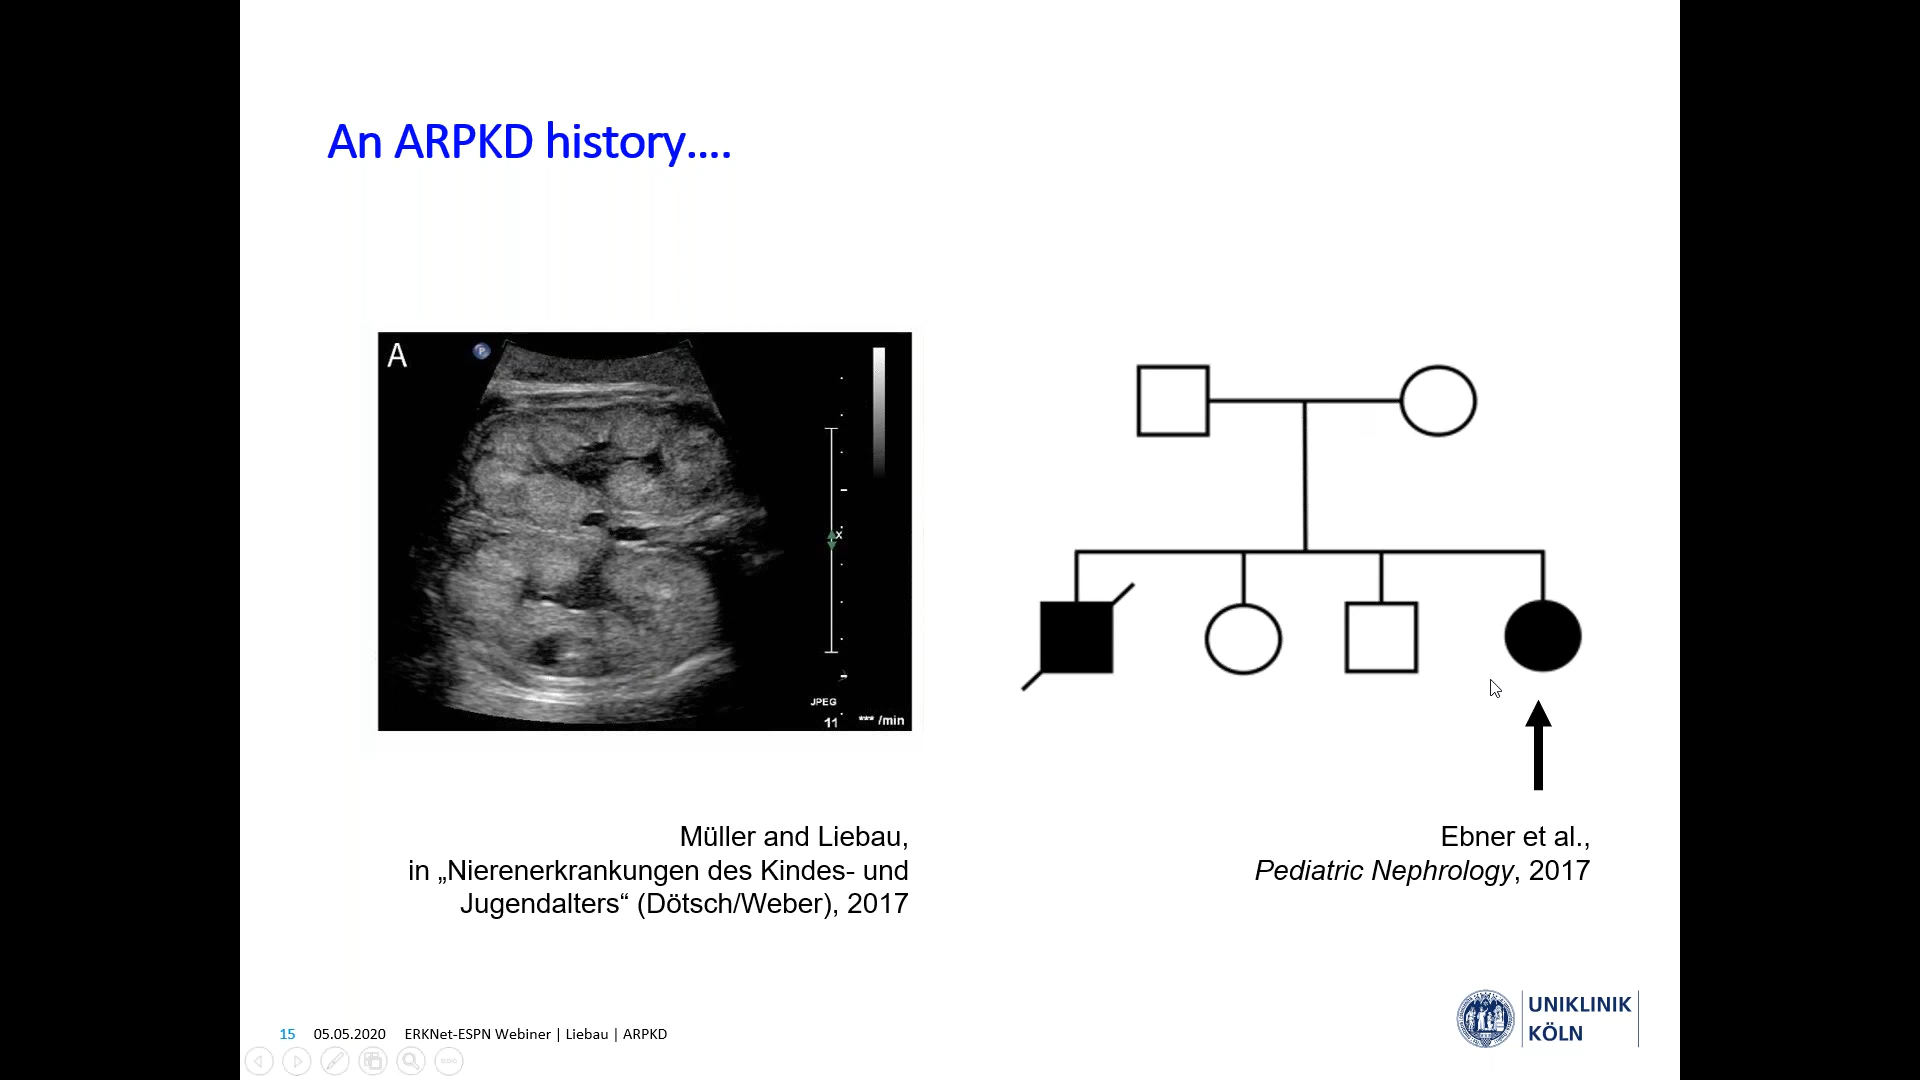 An ARPKD history....
A
P
x
JPEG
11 *** /min
Müller and Liebau,
in „Nierenerkrankungen des Kindes- und
Jugendalters“ (Dötsch/Weber), 2017
Ebner et al.,
Pediatric Nephrology, 2017
UNIKLINIK
KÖLN
15 05.05.2020 ERKNet-ESPN Webiner | Liebau | ARPKD